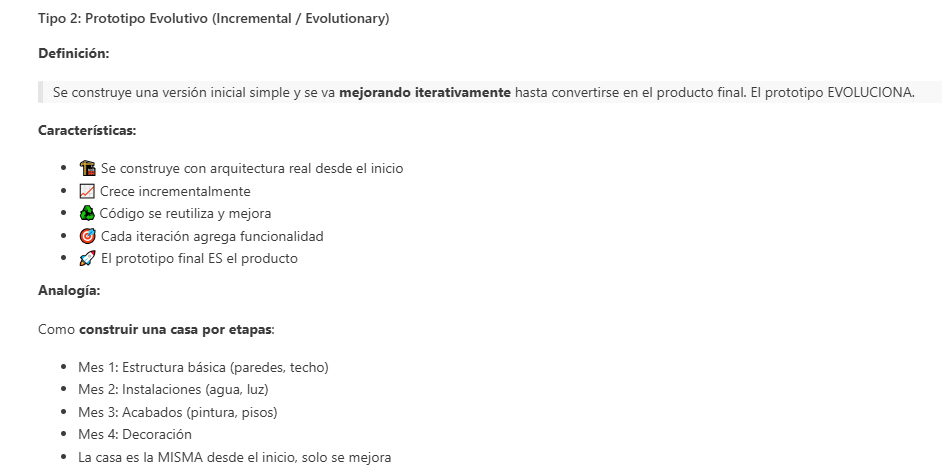 Tipo 2: Prototipo Evolutivo (Incremental / Evolutionary)
Definición:
Se construye una versión inicial simple y se va mejorando iterativamente hasta convertirse en el producto final. El prototipo EVOLUCIONA.
Características:
• 🏗️ Se construye con arquitectura real desde el inicio
• 📈 Crece incrementalmente
• ♻️ Código se reutiliza y mejora
• 🎯 Cada iteración agrega funcionalidad
• 🚀 El prototipo final ES el producto
Analogía:
Como construir una casa por etapas:
• Mes 1: Estructura básica (paredes, techo)
• Mes 2: Instalaciones (agua, luz)
• Mes 3: Acabados (pintura, pisos)
• Mes 4: Decoración
• La casa es la MISMA desde el inicio, solo se mejora